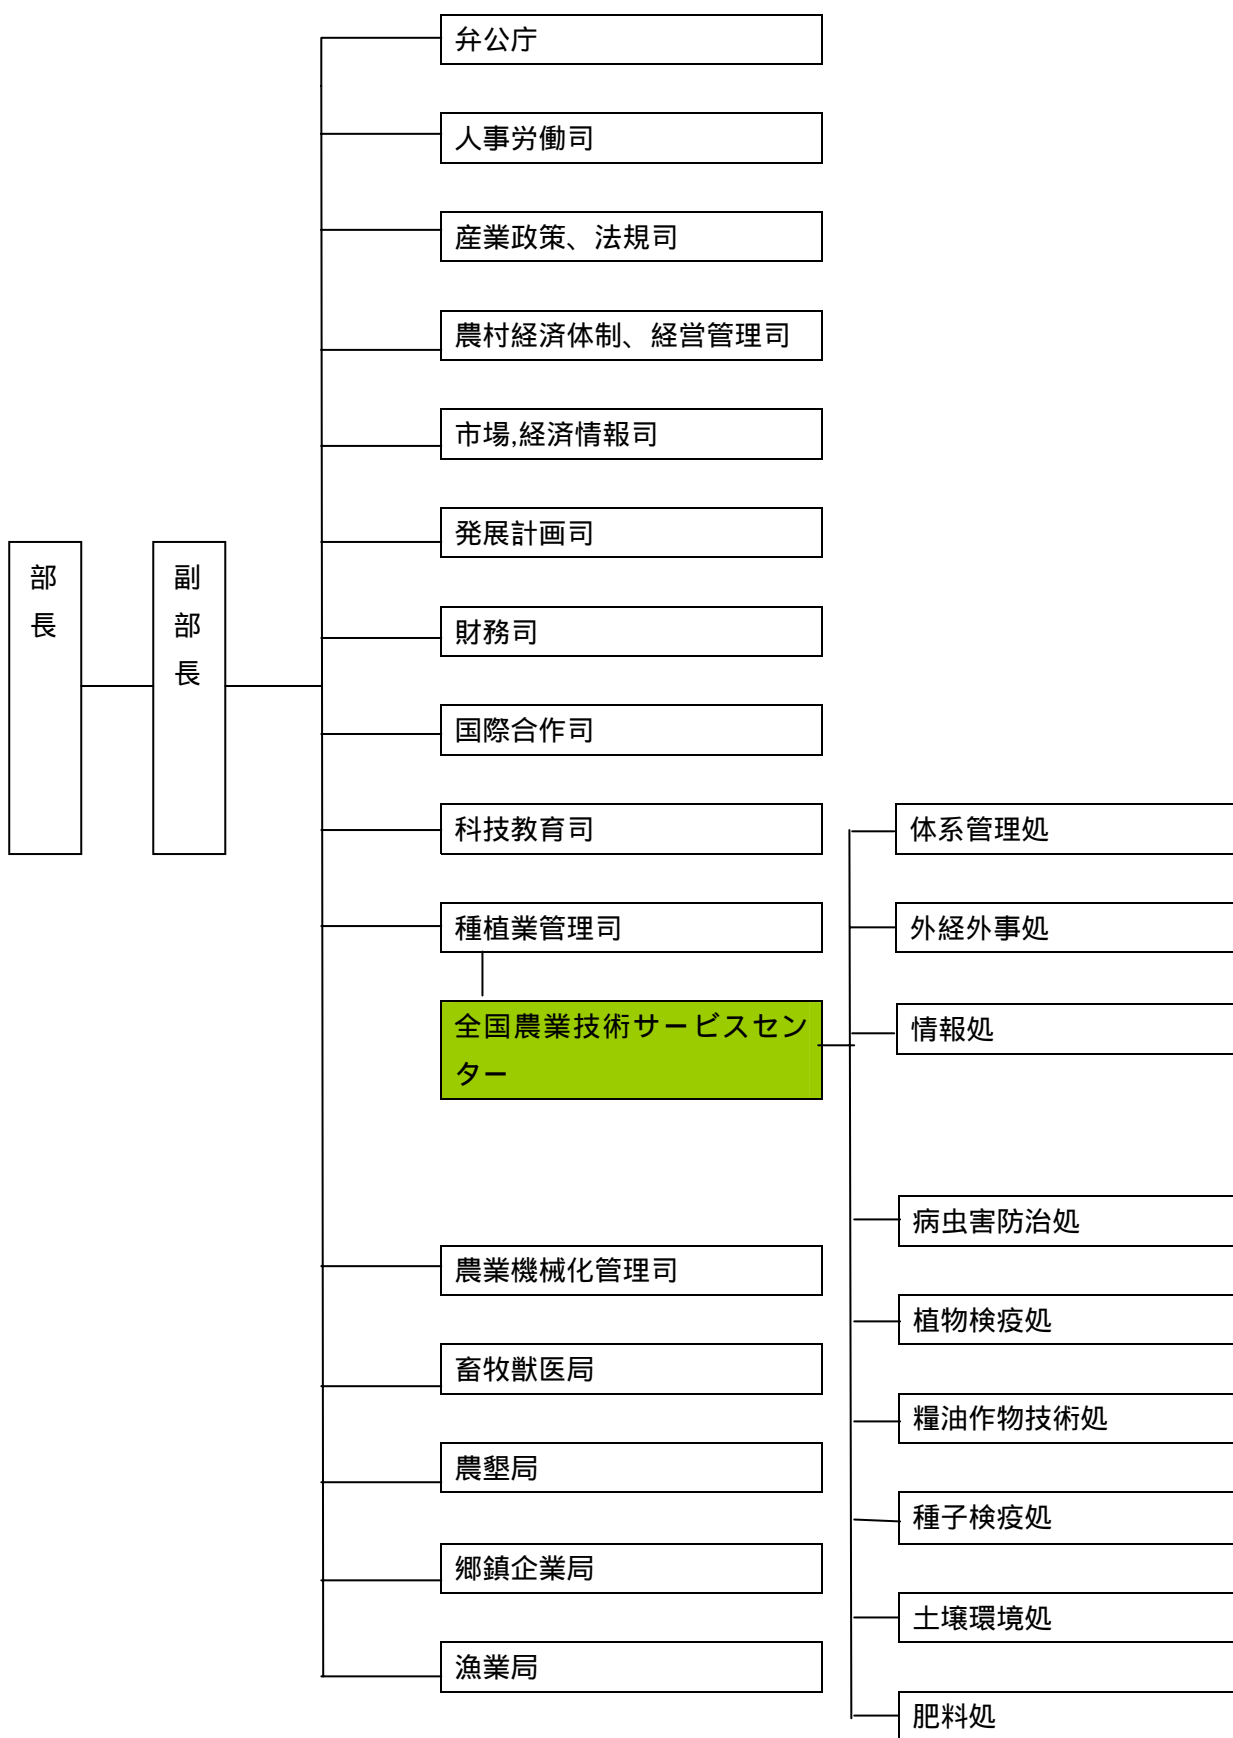 部
長
副
部
長
弁公庁
人事労働司
産業政策、法規司
農村経済体制、経営管理司
市場,経済情報司
発展計画司
財務司
国際合作司
科技教育司
種植業管理司
全国農業技術サービスセン
ター
農業機械化管理司
畜牧獣医局
農墾局
郷鎮企業局
漁業局
体系管理処
外経外事処
情報処
病虫害防治処
植物検疫処
糧油作物技術処
種子検疫処
土壌環境処
肥料処